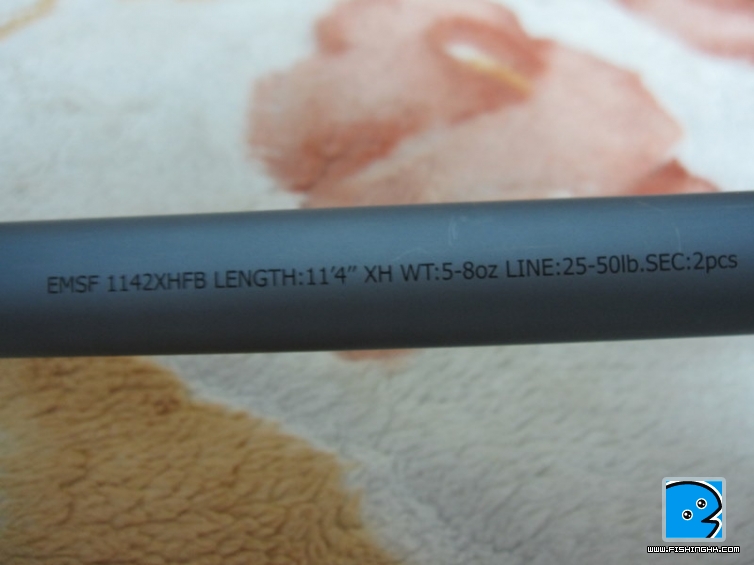 EMSF 1142XHFB LENGTH:11'4" XH WT:5-8oz LINE:25-50lb.SEC:2pcs
www.FISHINGHK.com